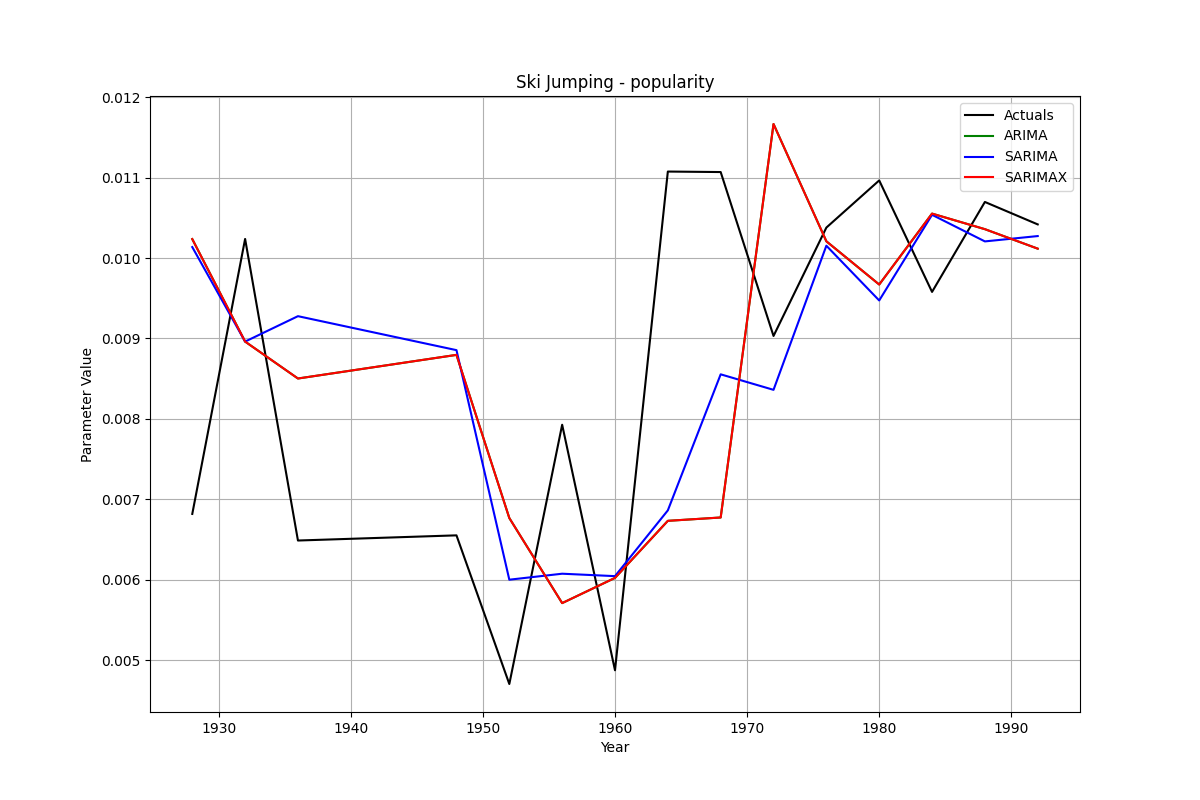 Ski Jumping - popularity
0.012
0.011
0.010
0.009
0.008
0.007
0.006
0.005
Parameter Value
Actuals
ARIMA
SARIMA
SARIMAX
1930 1940 1950 1960 1970 1980 1990
Year